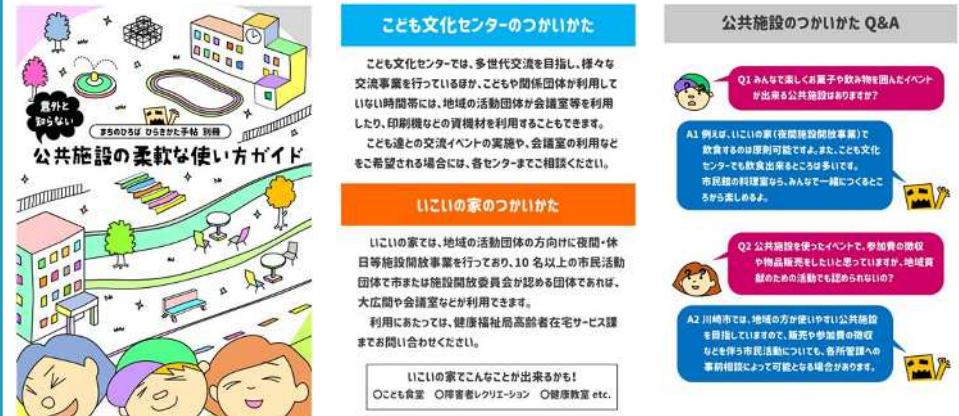 意外と
知らない
まちのひろば ひらきかた手帖 別冊
公共施設の柔軟な使い方ガイド
こども文化センターのつかいかた
こども文化センターでは、多世代交流を目指し、様々な
交流事業を行っているほか、こどもや関係団体が利用して
いない時間帯には、地域の活動団体が会議室等を利用
したり、印刷機などの資機材を利用することもできます。
こども達との交流イベントの実施や、会議室の利用など
をご希望される場合には、各センターまでご相談ください。
いこいの家のつかいかた
いこいの家では、地域の活動団体の方向けに夜間・休
日等施設開放事業を行っており、10名以上の市民活動
団体で市または施設開放委員会が認める団体であれば、
大広間や会議室などが利用できます。
利用にあたっては、健康福祉局高齢者在宅サービス課
までお問い合わせください。
いこいの家でこんなことが出来るかも!
○こども食堂 ○障害者レクリエーション ○健康教室 etc.
公共施設のつかいかた Q&A
Q1 みんなで楽しくお菓子や飲み物を囲んだイベント
が出来る公共施設はありますか?
A1 例えば、いこいの家(夜間施設開放事業)で
飲食するのは原則可能ですよ。また、こども文化
センターでも飲食出来るところは多いです。
市民館の料理室なら、みんなで一緒につくるとこ
ろから楽しめるよ。
Q2 公共施設を使ったイベントで、参加費の徴収
や物品販売をしたいと思っていますが、地域貢
献のための活動でも認められないの?
A2 川崎市では、地域の方が使いやすい公共施設
を目指していますので、販売や参加費の徴収
などを伴う市民活動についても、各所管課への
事前相談によって可能となる場合があります。